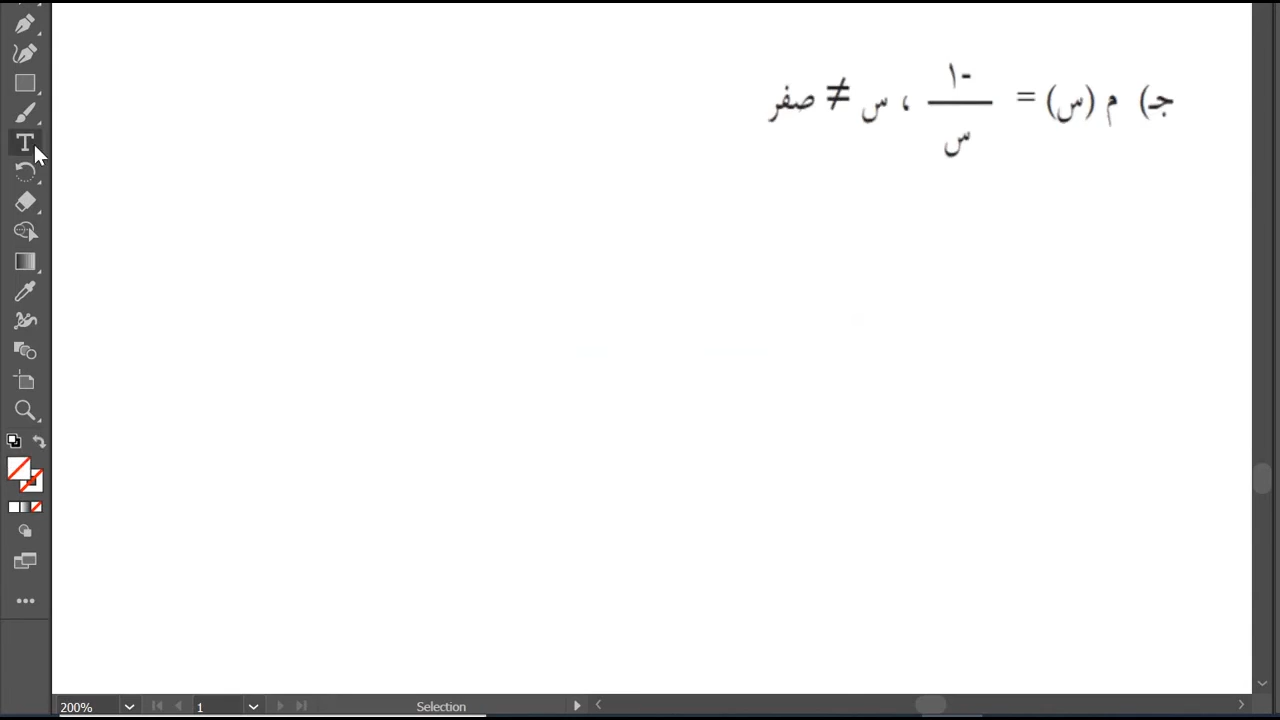 جـ) م (س) = -١ / س ، س ≠ صفر
T
200%
1
Selection